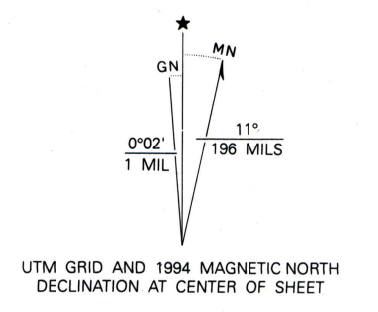 MN
GN
0°02'
1 MIL
11°
196 MILS
UTM GRID AND 1994 MAGNETIC NORTH
DECLINATION AT CENTER OF SHEET